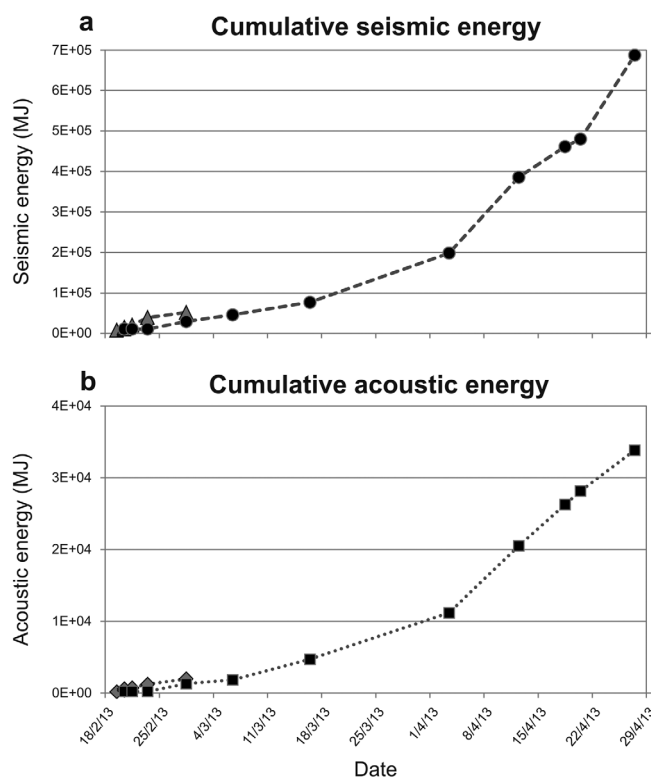 a
Cumulative seismic energy
7E+05
6E+05
5E+05
4E+05
3E+05
2E+05
1E+05
0E+00
Seismic energy (MJ)
b
Cumulative acoustic energy
4E+04
3E+04
2E+04
1E+04
0E+00
Acoustic energy (MJ)
18/2/13 25/2/13 4/3/13 11/3/13 18/3/13 25/3/13 1/4/13 8/4/13 15/4/13 22/4/13 29/4/13
Date